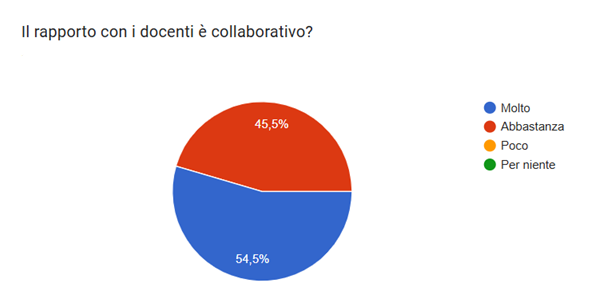 Il rapporto con i docenti è collaborativo?
45,5%
54,5%
Molto
Abbastanza
Poco
Per niente